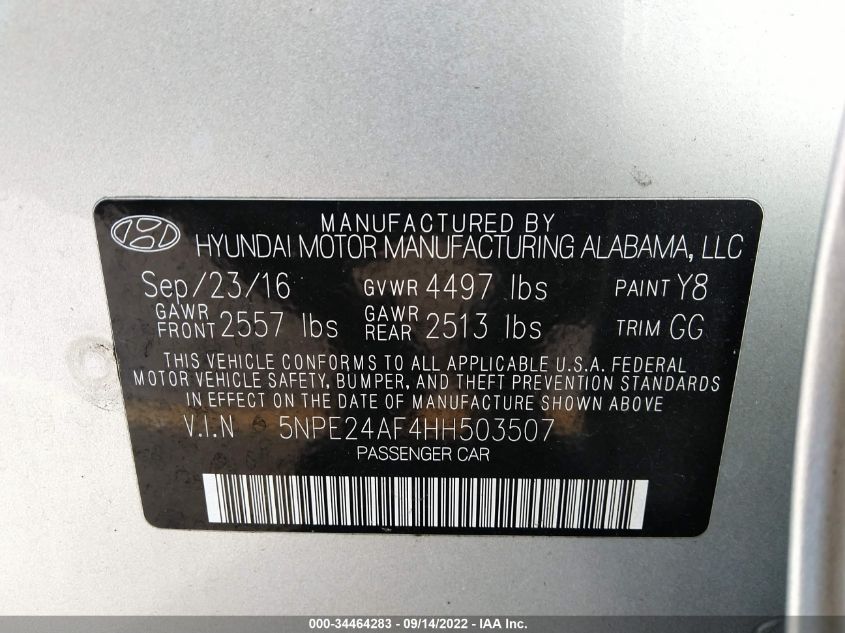 MANUFACTURED BY
HYUNDAI MOTOR MANUFACTURING ALABAMA, LLC
Sep/23/16 GVWR 4497 lbs PAINT Y8
GAWR FRONT 2557 lbs GAWR REAR 2513 lbs TRIM GG
THIS VEHICLE CONFORMS TO ALL APPLICABLE U.S.A. FEDERAL
MOTOR VEHICLE SAFETY, BUMPER, AND THEFT PREVENTION STANDARDS
IN EFFECT ON THE DATE OF MANUFACTURE SHOWN ABOVE.
V.I.N 5NPE24AF4HH503507
PASSENGER CAR
000-34464283 - 09/14/2022 - IAA Inc.